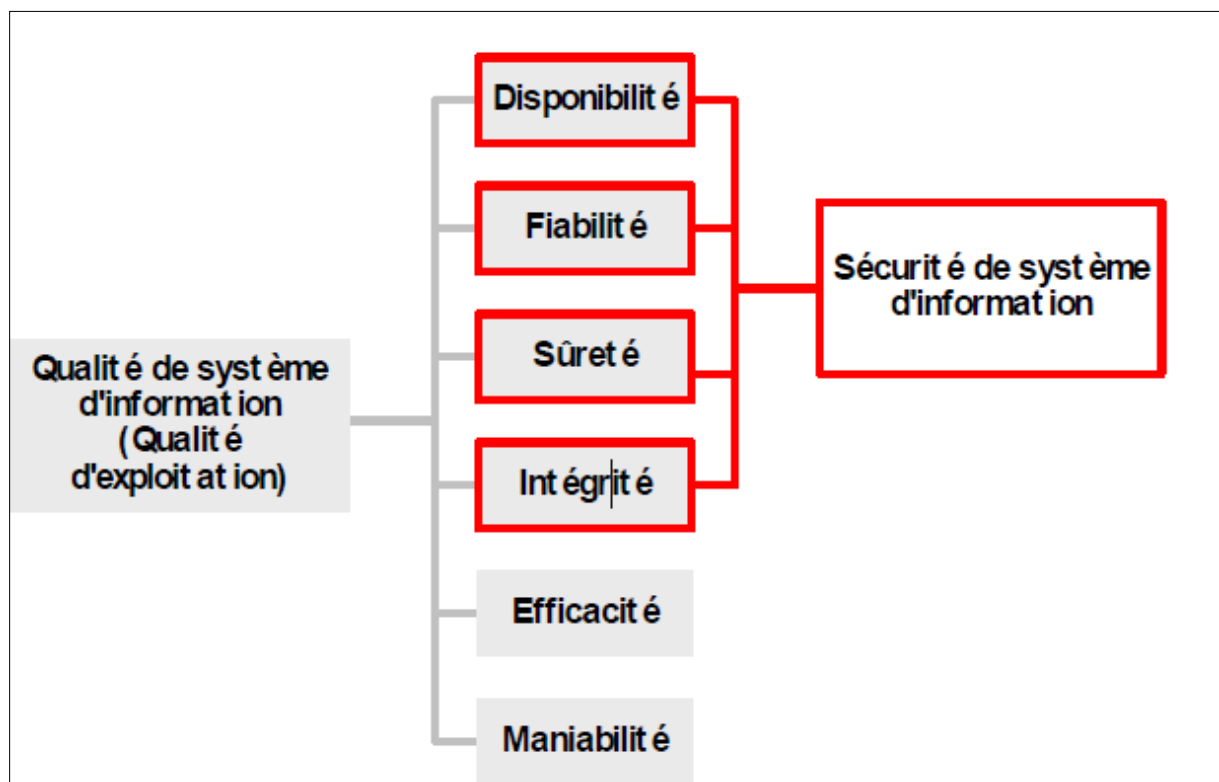 Disponibilité
Fiabilité
Sécurité de système
d'information
Sûreté
Qualité de système
d'information
(Qualité
d'exploitation)
Intégrité
Efficacité
Maniabilité